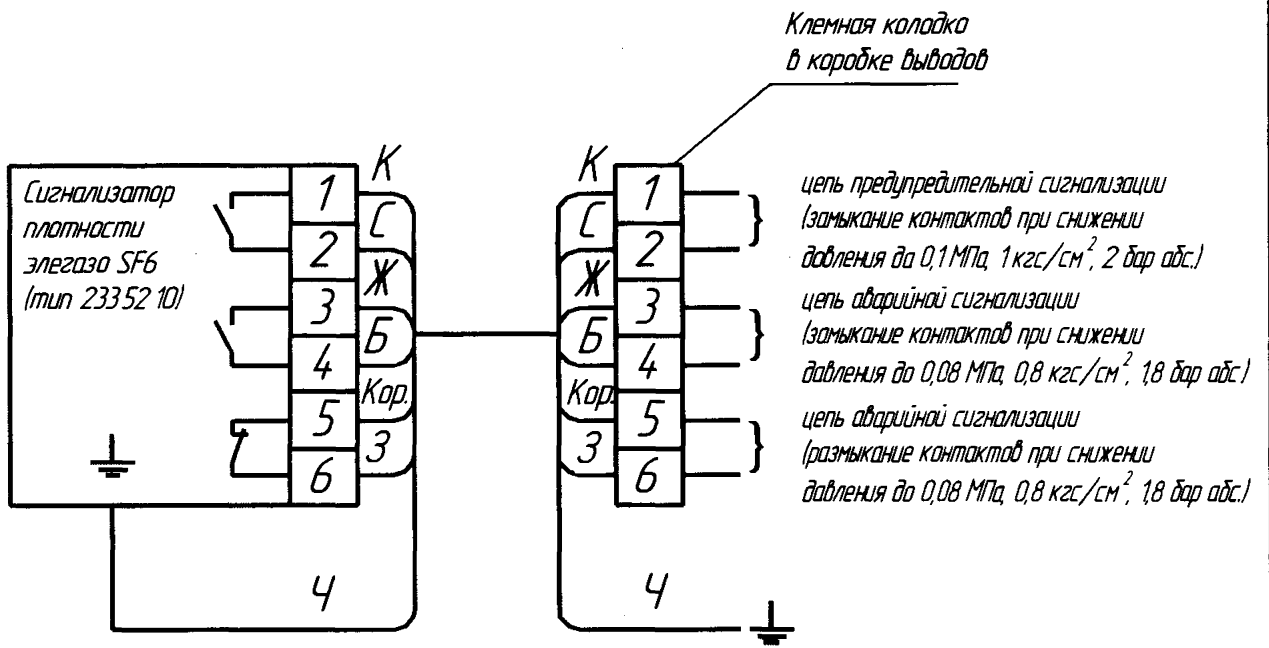 Клемная колодка
в коробке выводов
Сигнализатор
плотности
элегаза SF6
(тип 233 52 10)
1
2
3
4
5
6
К
С
Ж
Б
Кор.
З
Ч
К
С
Ж
Б
Кор.
З
Ч
1
2
3
4
5
6
цепь предупредительной сигнализации
(замыкание контактов при снижении
давления до 0,1 МПа, 1 кгс/см², 2 бар абс.)
цепь аварийной сигнализации
(замыкание контактов при снижении
давления до 0,08 МПа, 0,8 кгс/см², 1,8 бар абс)
цепь аварийной сигнализации
(размыкание контактов при снижении
давления до 0,08 МПа, 0,8 кгс/см², 1,8 бар абс.)